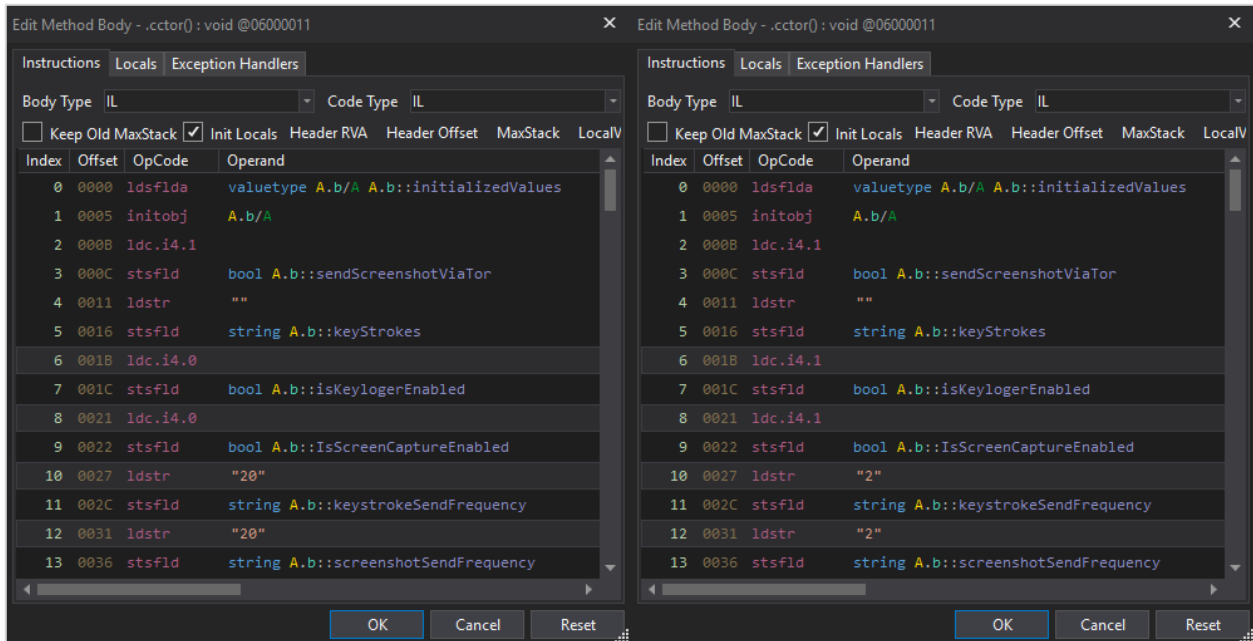 Edit Method Body - .cctor() : void @06000011
Instructions Locals Exception Handlers
Body Type IL Code Type IL
Keep Old MaxStack Init Locals Header RVA Header Offset MaxStack LocalV
Index Offset OpCode Operand
0 0000 ldsflda valuetype A.b/A A.b::initializedValues
1 0005 initobj A.b/A
2 000B ldc.i4.1
3 000C stsfld bool A.b::sendScreenshotViaTor
4 0011 ldstr ""
5 0016 stsfld string A.b::keyStrokes
6 001B ldc.i4.0
7 001C stsfld bool A.b::isKeylogerEnabled
8 0021 ldc.i4.0
9 0022 stsfld bool A.b::IsScreenCaptureEnabled
10 0027 ldstr "20"
11 002C stsfld string A.b::keystrokeSendFrequency
12 0031 ldstr "20"
13 0036 stsfld string A.b::screenshotSendFrequency
OK Cancel Reset
Edit Method Body - .cctor() : void @06000011
Instructions Locals Exception Handlers
Body Type IL Code Type IL
Keep Old MaxStack Init Locals Header RVA Header Offset MaxStack LocalV
Index Offset OpCode Operand
0 0000 ldsflda valuetype A.b/A A.b::initializedValues
1 0005 initobj A.b/A
2 000B ldc.i4.1
3 000C stsfld bool A.b::sendScreenshotViaTor
4 0011 ldstr ""
5 0016 stsfld string A.b::keyStrokes
6 001B ldc.i4.1
7 001C stsfld bool A.b::isKeylogerEnabled
8 0021 ldc.i4.1
9 0022 stsfld bool A.b::IsScreenCaptureEnabled
10 0027 ldstr "2"
11 002C stsfld string A.b::keystrokeSendFrequency
12 0031 ldstr "2"
13 0036 stsfld string A.b::screenshotSendFrequency
OK Cancel Reset